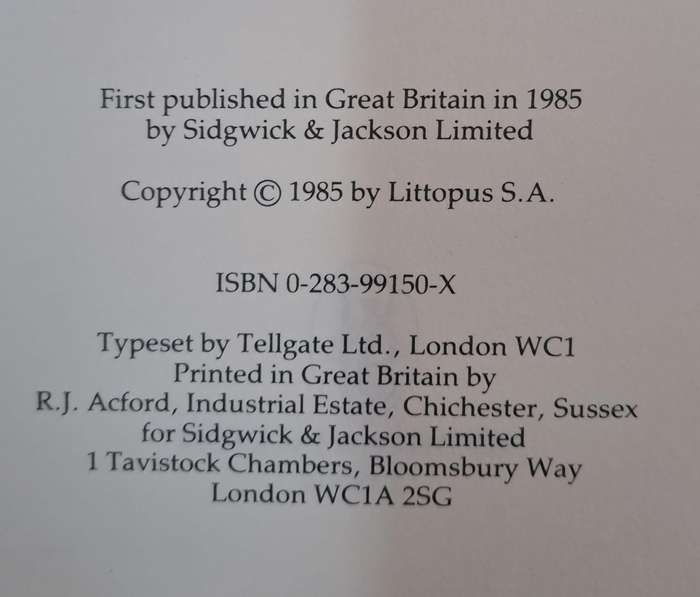 First published in Great Britain in 1985
by Sidgwick & Jackson Limited
Copyright © 1985 by Littopus S.A.
ISBN 0-283-99150-X
Typeset by Tellgate Ltd., London WC1
Printed in Great Britain by
R.J. Acford, Industrial Estate, Chichester, Sussex
for Sidgwick & Jackson Limited
1 Tavistock Chambers, Bloomsbury Way
London WC1A 2SG